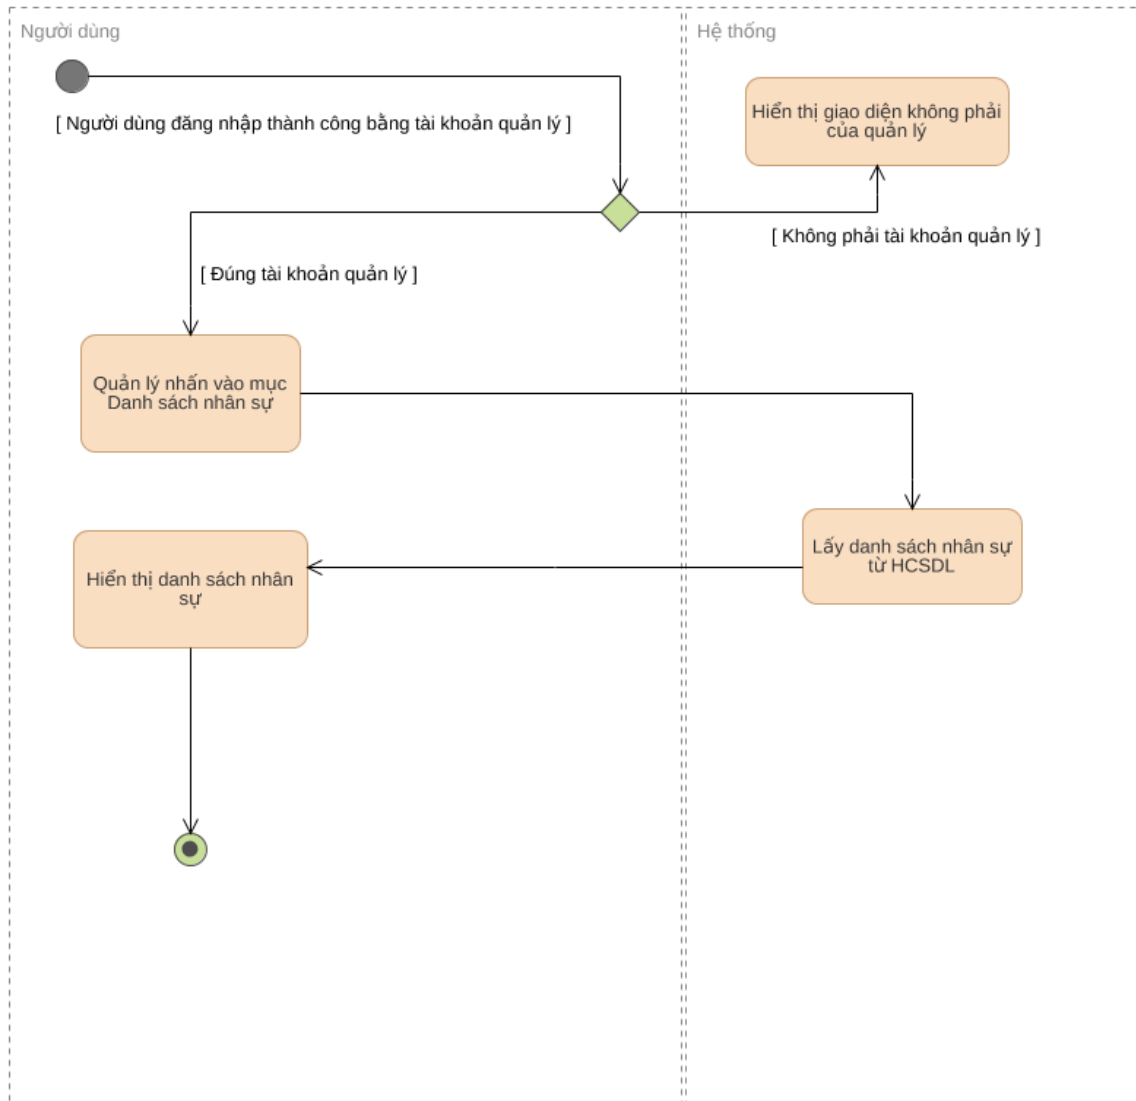 Người dùng
Hệ thống
[ Người dùng đăng nhập thành công bằng tài khoản quản lý ]
Hiển thị giao diện không phải
của quản lý
[ Không phải tài khoản quản lý ]
[ Đúng tài khoản quản lý ]
Quản lý nhấn vào mục
Danh sách nhân sự
Lấy danh sách nhân sự
từ HCSDL
Hiển thị danh sách nhân
sự